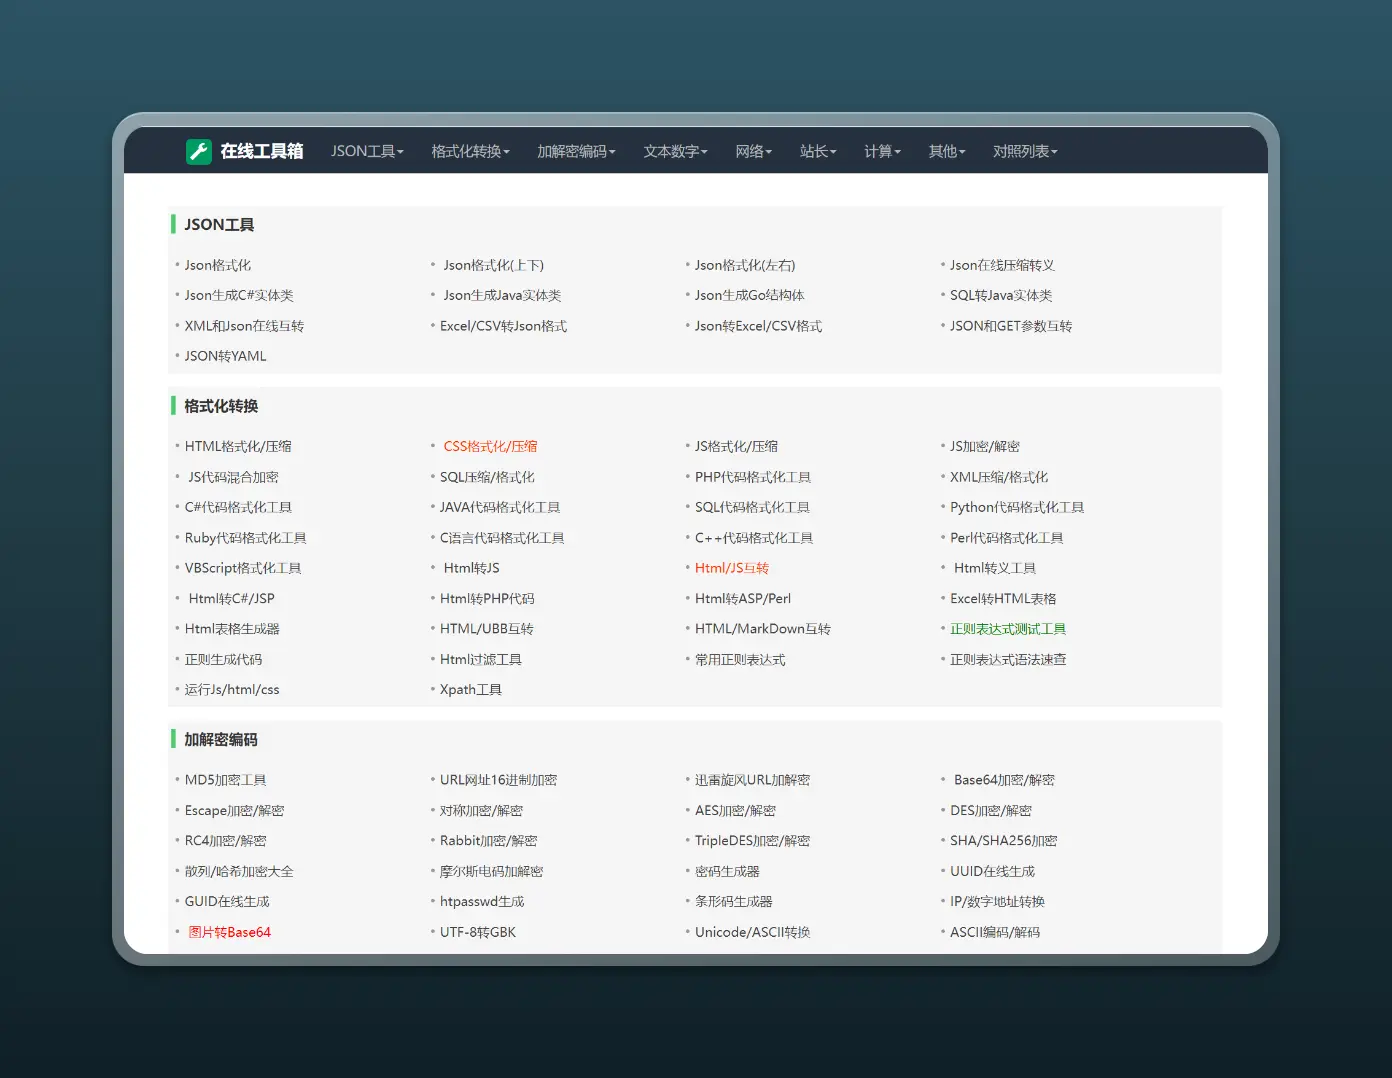 在线工具箱 JSON工具 格式化转换 加解密编码 文本数字 网络 站长 计算 其他 对照列表
JSON工具
Json格式化 Json格式化(上下) Json格式化(左右) Json在线压缩转义
Json生成C#实体类 Json生成Java实体类 Json生成Go结构体 SQL转Java实体类
XML和Json在线互转 Excel/CSV转Json格式 Json转Excel/CSV格式 JSON和GET参数互转
JSON转YAML
格式化转换
HTML格式化/压缩 CSS格式化/压缩 JS格式化/压缩 JS加密/解密
JS代码混合加密 SQL压缩/格式化 PHP代码格式化工具 XML压缩/格式化
C#代码格式化工具 JAVA代码格式化工具 SQL代码格式化工具 Python代码格式化工具
Ruby代码格式化工具 C语言代码格式化工具 C++代码格式化工具 Perl代码格式化工具
VBScript格式化工具 Html转JS Html/JS互转 Html转义工具
Html转C#/JSP Html转PHP代码 Html转ASP/Perl Excel转HTML表格
Html表格生成器 HTML/UBB互转 HTML/MarkDown互转 正则表达式测试工具
正则生成代码 Html过滤工具 常用正则表达式 正则表达式语法速查
运行Js/html/css Xpath工具
加解密编码
MD5加密工具 URL网址16进制加密 迅雷旋风URL加解密 Base64加密/解密
Escape加密/解密 对称加密/解密 AES加密/解密 DES加密/解密
RC4加密/解密 Rabbit加密/解密 TripleDES加密/解密 SHA/SHA256加密
散列/哈希加密大全 摩尔斯电码加解密 密码生成器 UUID在线生成
GUID在线生成 htpasswd生成 条形码生成器 IP/数字地址转换
图片转Base64 UTF-8转GBK Unicode/ASCII转换 ASCII编码/解码